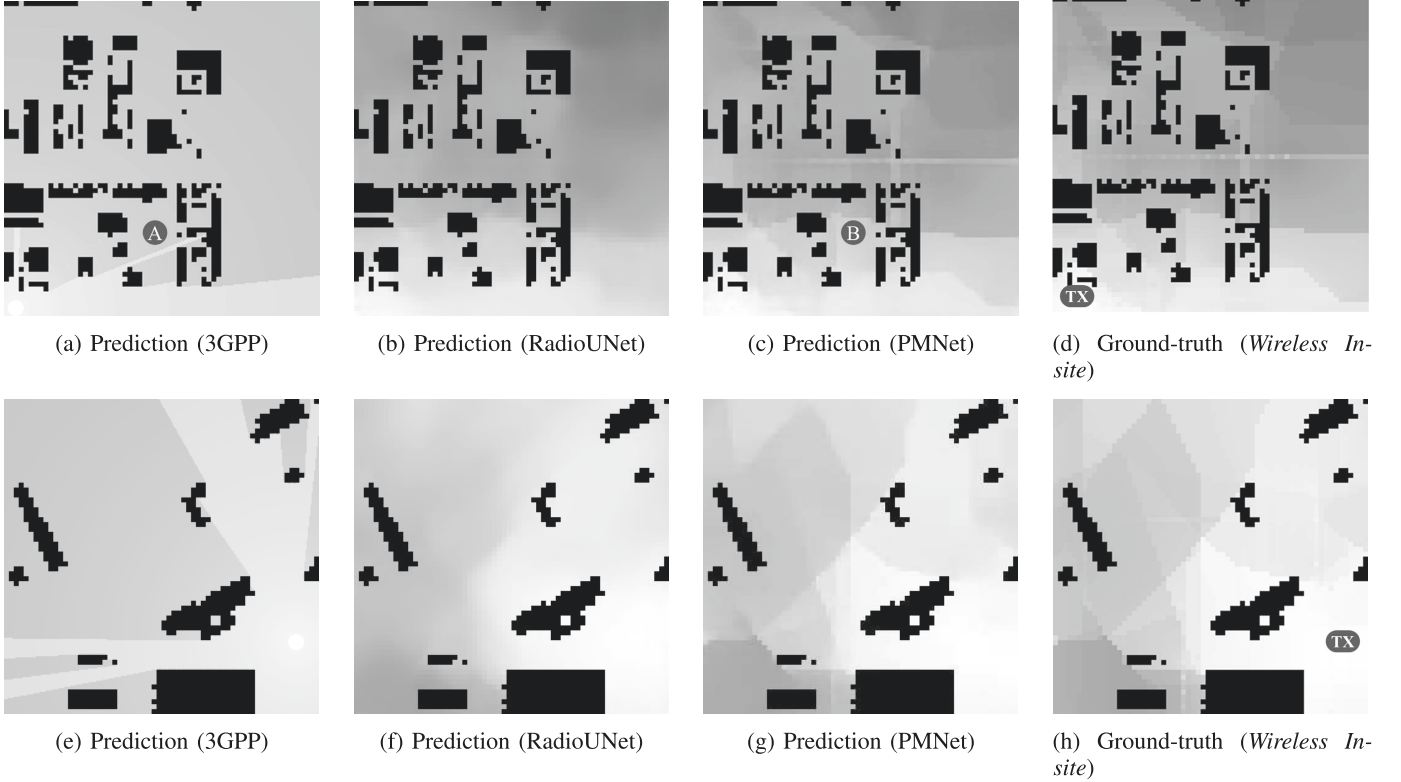 A
B
TX
(a) Prediction (3GPP)
(b) Prediction (RadioUNet)
(c) Prediction (PMNet)
(d) Ground-truth (Wireless In-
site)
TX
(e) Prediction (3GPP)
(f) Prediction (RadioUNet)
(g) Prediction (PMNet)
(h) Ground-truth (Wireless In-
site)